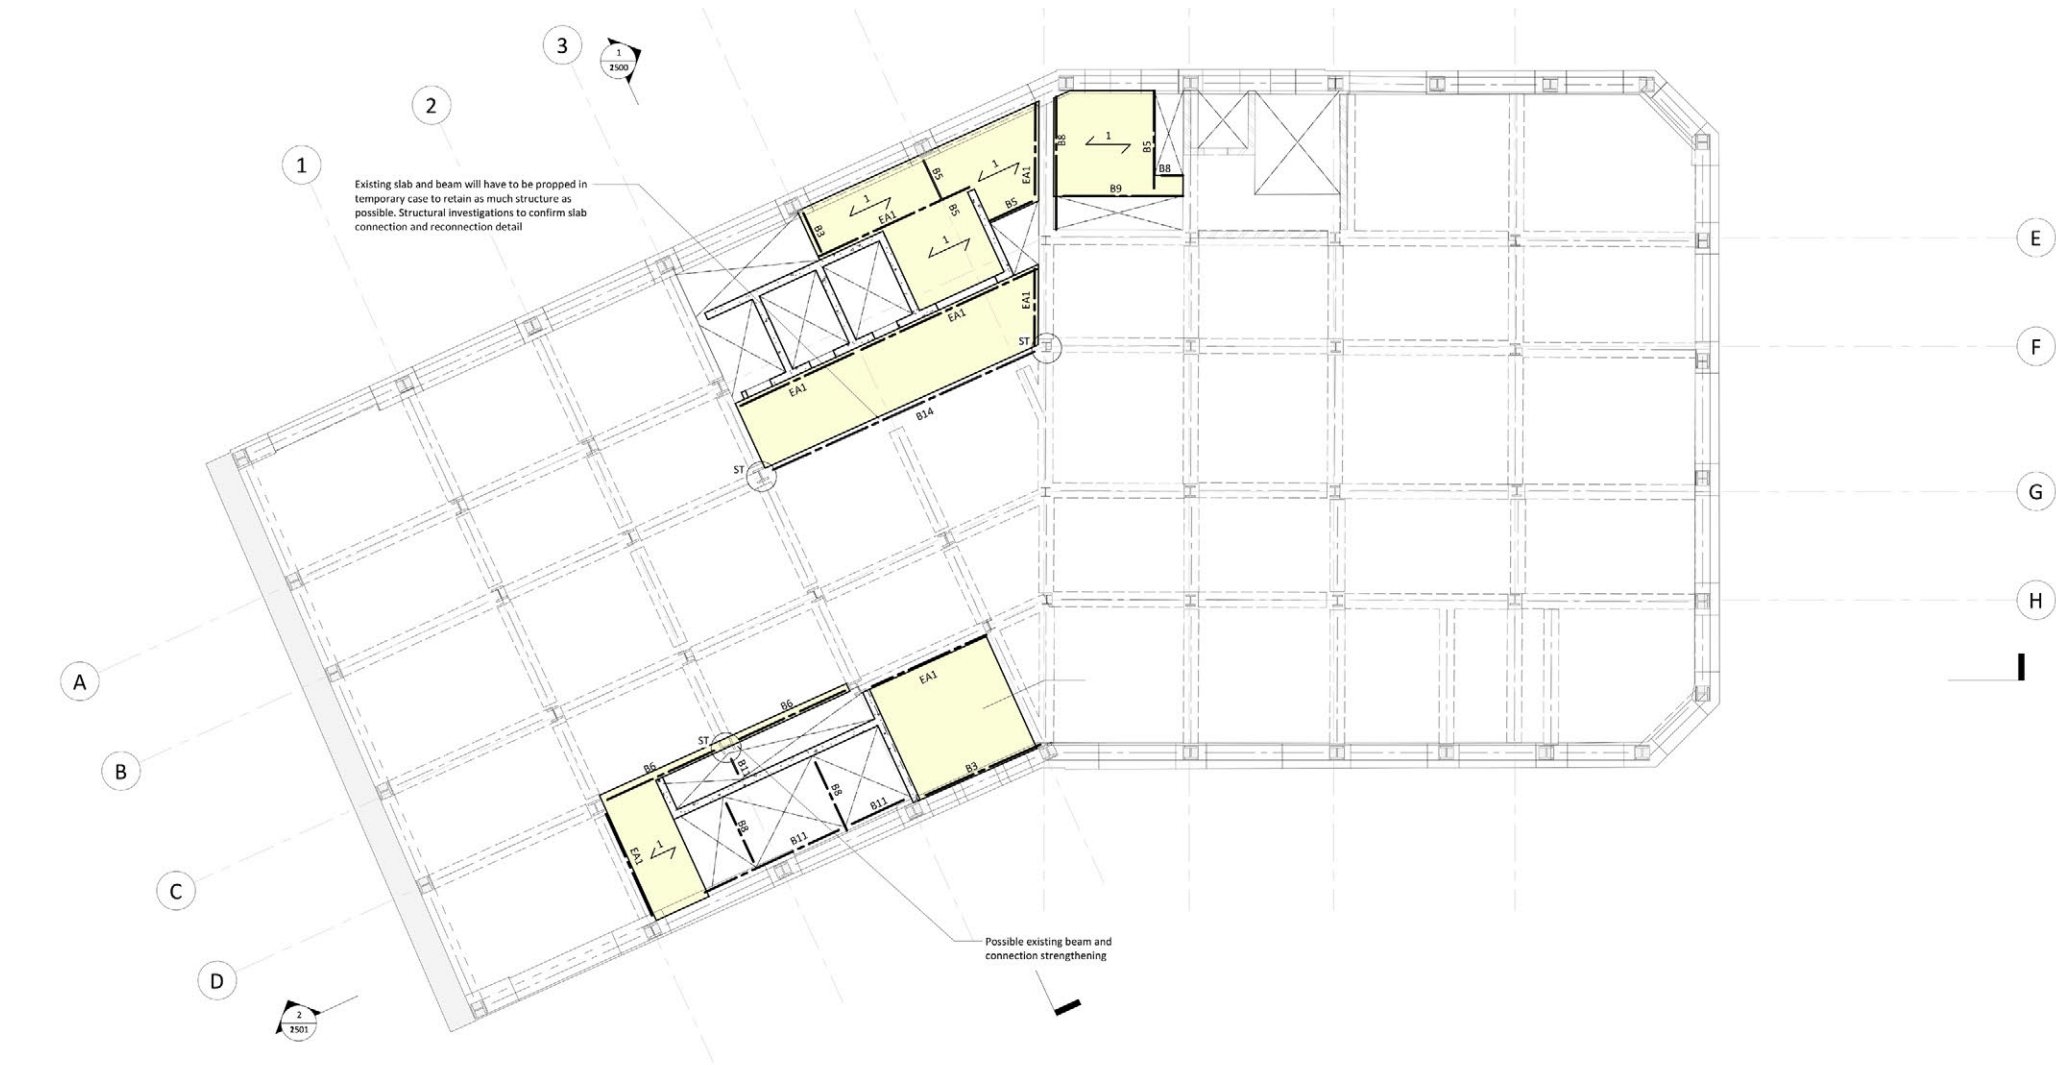 3
1
2500
2
1
Existing slab and beam will have to be propped in
temporary case to retain as much structure as
possible. Structural investigations to confirm slab
connection and reconnection detail
B8
1
B5
B8
B9
B5
1
EA1
1
EA1
B5
B5
B3
1
E
EA1
EA1
ST
F
EA1
B14
ST
G
H
A
EA1
B6
ST
B
B6
B11
B3
B8
B11
B8
B11
EA1
1
C
Possible existing beam and
connection strengthening
D
2
2501